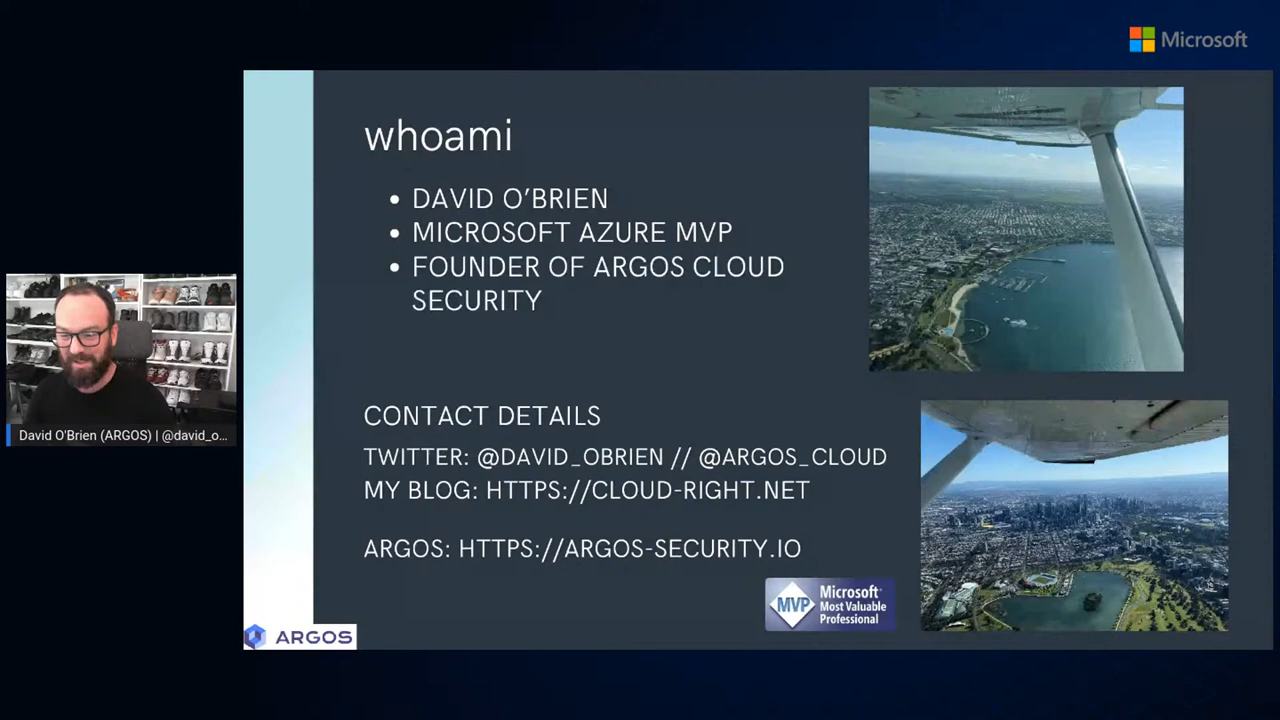 Microsoft
whoami
DAVID O'BRIEN
MICROSOFT AZURE MVP
FOUNDER OF ARGOS CLOUD
SECURITY
CONTACT DETAILS
TWITTER: @DAVID_OBRIEN // @ARGOS_CLOUD
MY BLOG: HTTPS://CLOUD-RIGHT.NET
ARGOS: HTTPS://ARGOS-SECURITY.IO
David O'Brien (ARGOS) | @david_o...
MVP
Microsoft®
Most Valuable
Professional
ARGOS